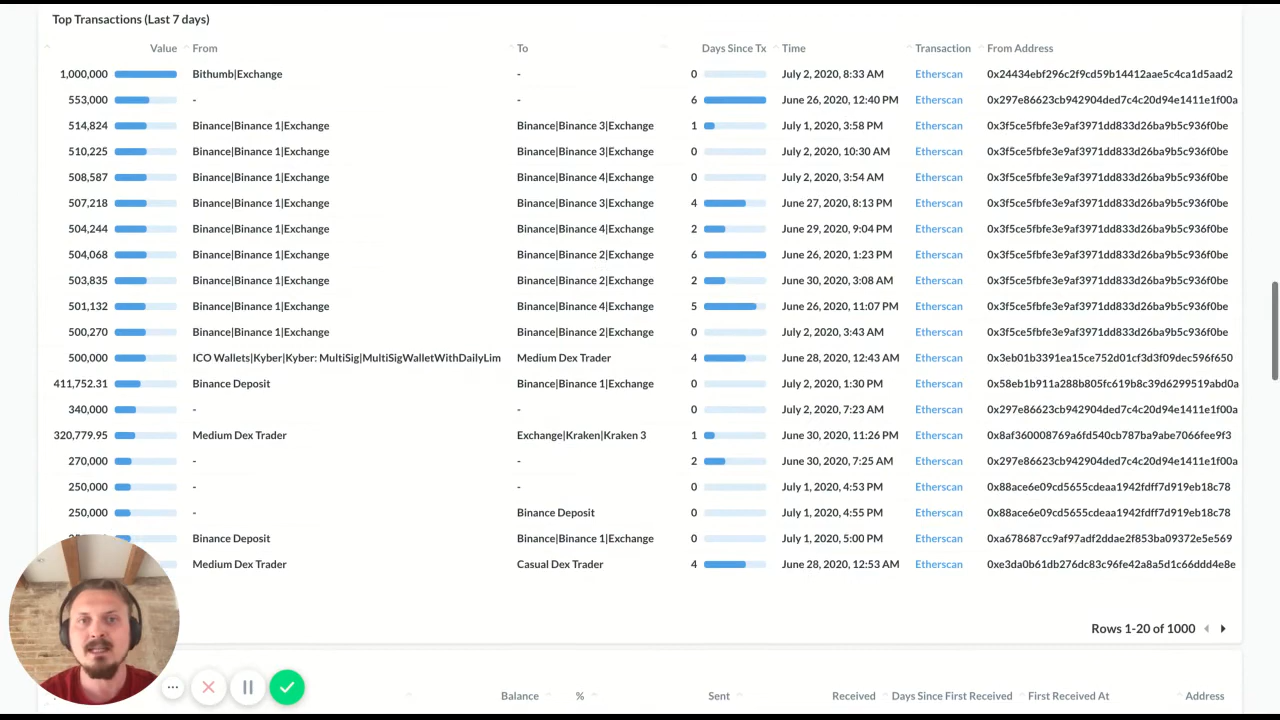 Top Transactions (Last 7 days)
Value From To Days Since Tx Time Transaction From Address
1,000,000 Bithumb|Exchange - 0 July 2, 2020, 8:33 AM Etherscan 0x24434ebf296c2f9cd59b14412aae5c4ca1d5aad2
553,000 - - 6 June 26, 2020, 12:40 PM Etherscan 0x297e86623cb942904ded7c4c20d94e1411e1f00a
514,824 Binance|Binance 1|Exchange Binance|Binance 3|Exchange 1 July 1, 2020, 3:58 PM Etherscan 0x3f5ce5fbfe3e9af3971dd833d26ba9b5c936f0be
510,225 Binance|Binance 1|Exchange Binance|Binance 3|Exchange 0 July 2, 2020, 10:30 AM Etherscan 0x3f5ce5fbfe3e9af3971dd833d26ba9b5c936f0be
508,587 Binance|Binance 1|Exchange Binance|Binance 4|Exchange 0 July 2, 2020, 3:54 AM Etherscan 0x3f5ce5fbfe3e9af3971dd833d26ba9b5c936f0be
507,218 Binance|Binance 1|Exchange Binance|Binance 3|Exchange 4 June 27, 2020, 8:13 PM Etherscan 0x3f5ce5fbfe3e9af3971dd833d26ba9b5c936f0be
504,244 Binance|Binance 1|Exchange Binance|Binance 4|Exchange 2 June 29, 2020, 9:04 PM Etherscan 0x3f5ce5fbfe3e9af3971dd833d26ba9b5c936f0be
504,068 Binance|Binance 1|Exchange Binance|Binance 2|Exchange 6 June 26, 2020, 1:23 PM Etherscan 0x3f5ce5fbfe3e9af3971dd833d26ba9b5c936f0be
503,835 Binance|Binance 1|Exchange Binance|Binance 2|Exchange 2 June 30, 2020, 3:08 AM Etherscan 0x3f5ce5fbfe3e9af3971dd833d26ba9b5c936f0be
501,132 Binance|Binance 1|Exchange Binance|Binance 4|Exchange 5 June 26, 2020, 11:07 PM Etherscan 0x3f5ce5fbfe3e9af3971dd833d26ba9b5c936f0be
500,270 Binance|Binance 1|Exchange Binance|Binance 2|Exchange 0 July 2, 2020, 3:43 AM Etherscan 0x3f5ce5fbfe3e9af3971dd833d26ba9b5c936f0be
500,000 ICO Wallets|Kyber|Kyber: MultiSig|MultiSigWalletWithDailyLim Medium Dex Trader 4 June 28, 2020, 12:43 AM Etherscan 0x3eb01b3391ea15ce752d01cf3d3f09dec596f650
411,752.31 Binance Deposit Binance|Binance 1|Exchange 0 July 2, 2020, 1:30 PM Etherscan 0x58eb1b911a288b805fc619b8c39d6299519abd0a
340,000 - - 0 July 2, 2020, 7:23 AM Etherscan 0x297e86623cb942904ded7c4c20d94e1411e1f00a
320,779.95 Medium Dex Trader Exchange|Kraken|Kraken 3 1 June 30, 2020, 11:26 PM Etherscan 0x8af360008769a6fd540cb787ba9abe7066fee9f3
270,000 - - 2 June 30, 2020, 7:25 AM Etherscan 0x297e86623cb942904ded7c4c20d94e1411e1f00a
250,000 - - 0 July 1, 2020, 4:53 PM Etherscan 0x88ace6e09cd5655cdeaa1942fdff7d919eb18c78
250,000 - Binance Deposit 0 July 1, 2020, 4:55 PM Etherscan 0x88ace6e09cd5655cdeaa1942fdff7d919eb18c78
Binance Deposit Binance|Binance 1|Exchange 0 July 1, 2020, 5:00 PM Etherscan 0xa678687cc9af97adf2ddae2f853ba09372e5e569
Medium Dex Trader Casual Dex Trader 4 June 28, 2020, 12:53 AM Etherscan 0xe3da0b61db276dc83c96fe42a8a5d1c66ddd4e8e
Rows 1-20 of 1000
Balance % Sent Received Days Since First Received First Received At Address